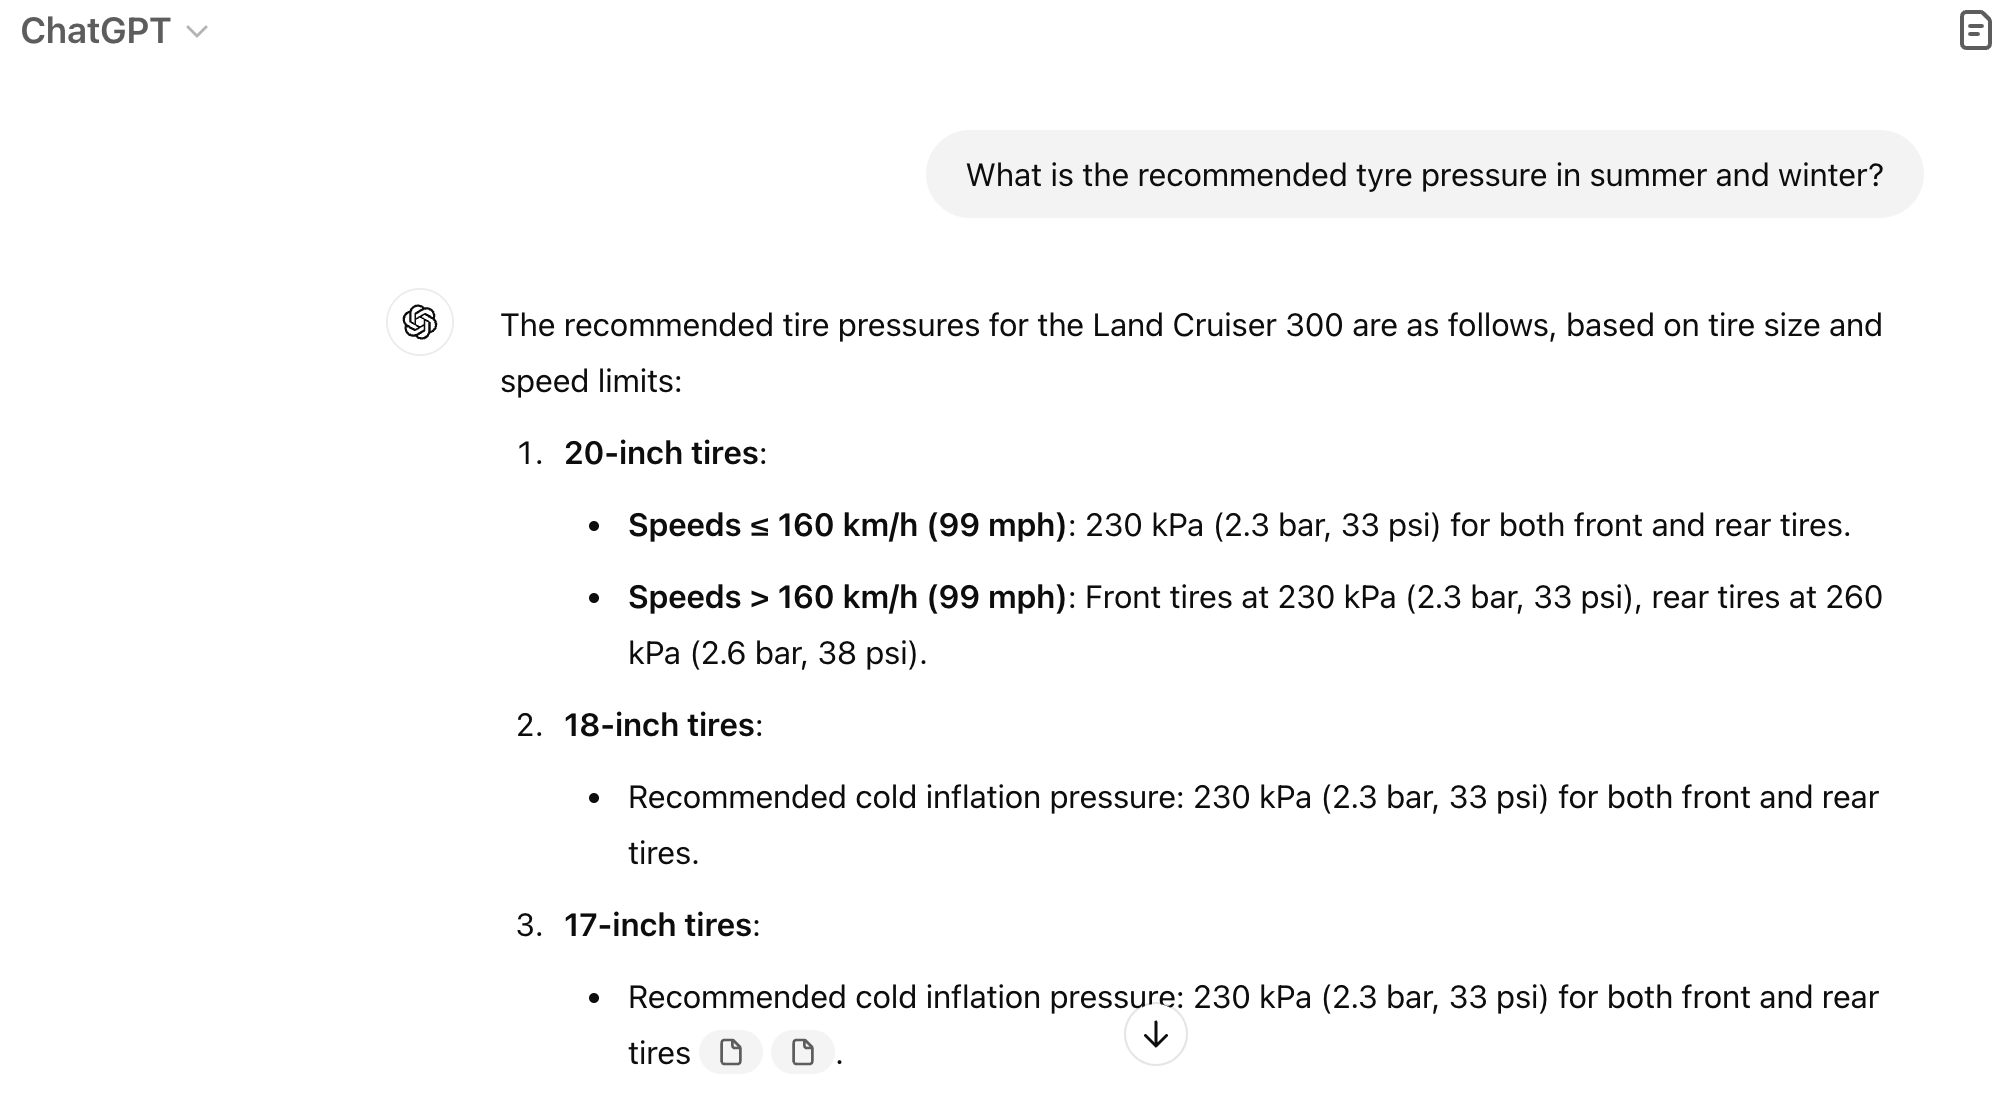 ChatGPT
What is the recommended tyre pressure in summer and winter?
The recommended tire pressures for the Land Cruiser 300 are as follows, based on tire size and
speed limits:
1. 20-inch tires:
• Speeds ≤ 160 km/h (99 mph): 230 kPa (2.3 bar, 33 psi) for both front and rear tires.
• Speeds > 160 km/h (99 mph): Front tires at 230 kPa (2.3 bar, 33 psi), rear tires at 260
kPa (2.6 bar, 38 psi).
2. 18-inch tires:
• Recommended cold inflation pressure: 230 kPa (2.3 bar, 33 psi) for both front and rear
tires.
3. 17-inch tires:
• Recommended cold inflation pressure: 230 kPa (2.3 bar, 33 psi) for both front and rear
tires .